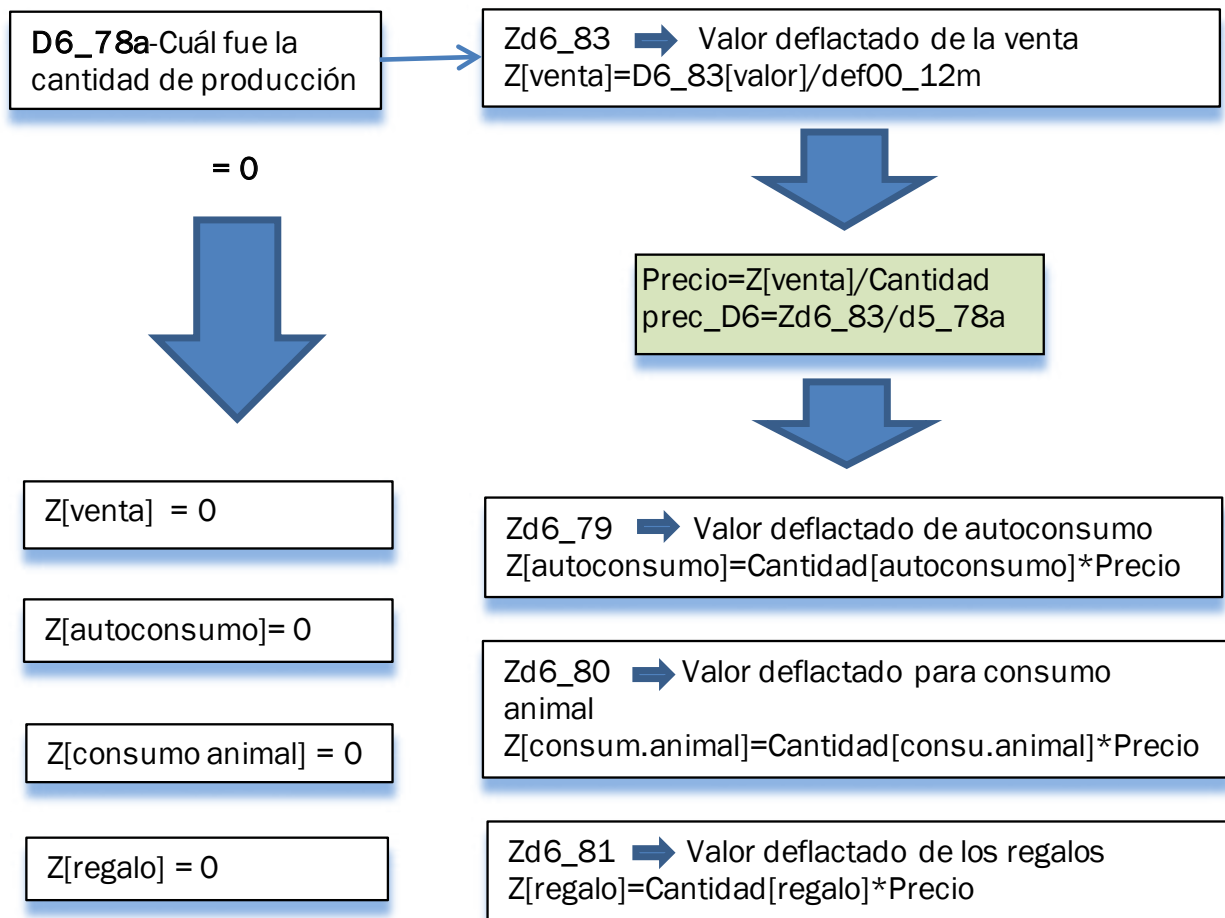 D6_78a-Cuál fue la
cantidad de producción
= 0
Z[venta] = 0
Z[autoconsumo]= 0
Z[consumo animal] = 0
Z[regalo] = 0
Zd6_83 Valor deflactado de la venta
Z[venta]=D6_83[valor]/def00_12m
Precio=Z[venta]/Cantidad
prec_D6=Zd6_83/d5_78a
Zd6_79 Valor deflactado de autoconsumo
Z[autoconsumo]=Cantidad[autoconsumo]*Precio
Zd6_80 Valor deflactado para consumo
animal
Z[consum.animal]=Cantidad[consu.animal]*Precio
Zd6_81 Valor deflactado de los regalos
Z[regalo]=Cantidad[regalo]*Precio